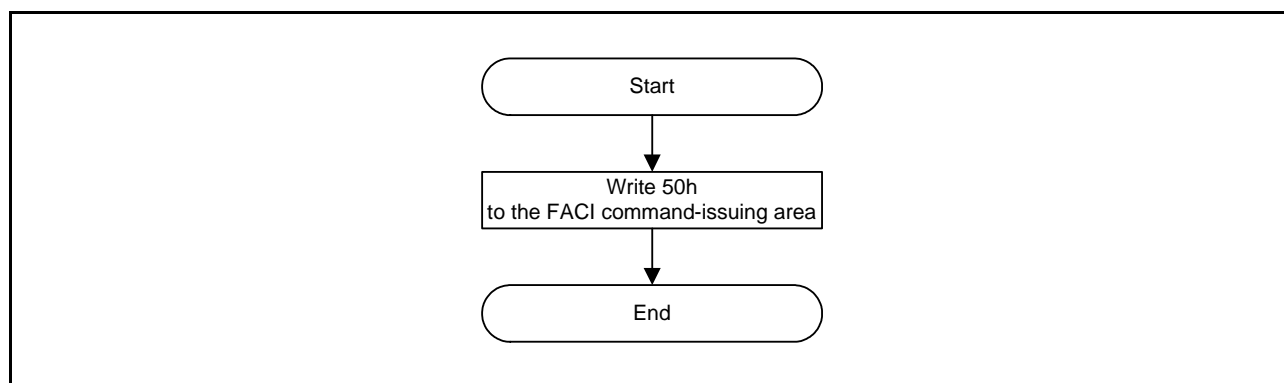 Start
Write 50h
to the FACI command-issuing area
End